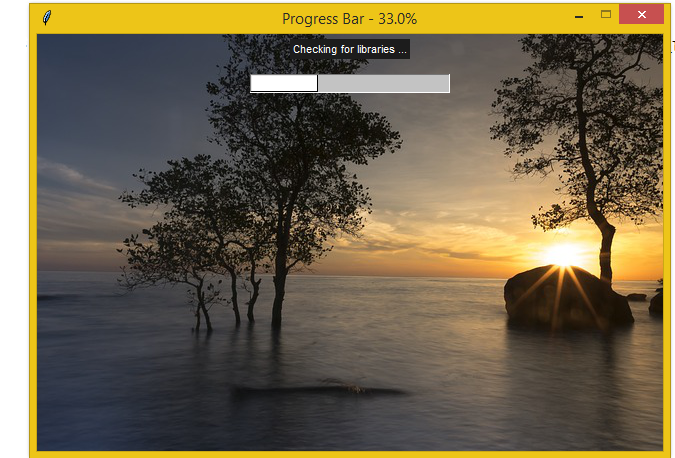 Progress Bar - 33.0%
Checking for libraries ...